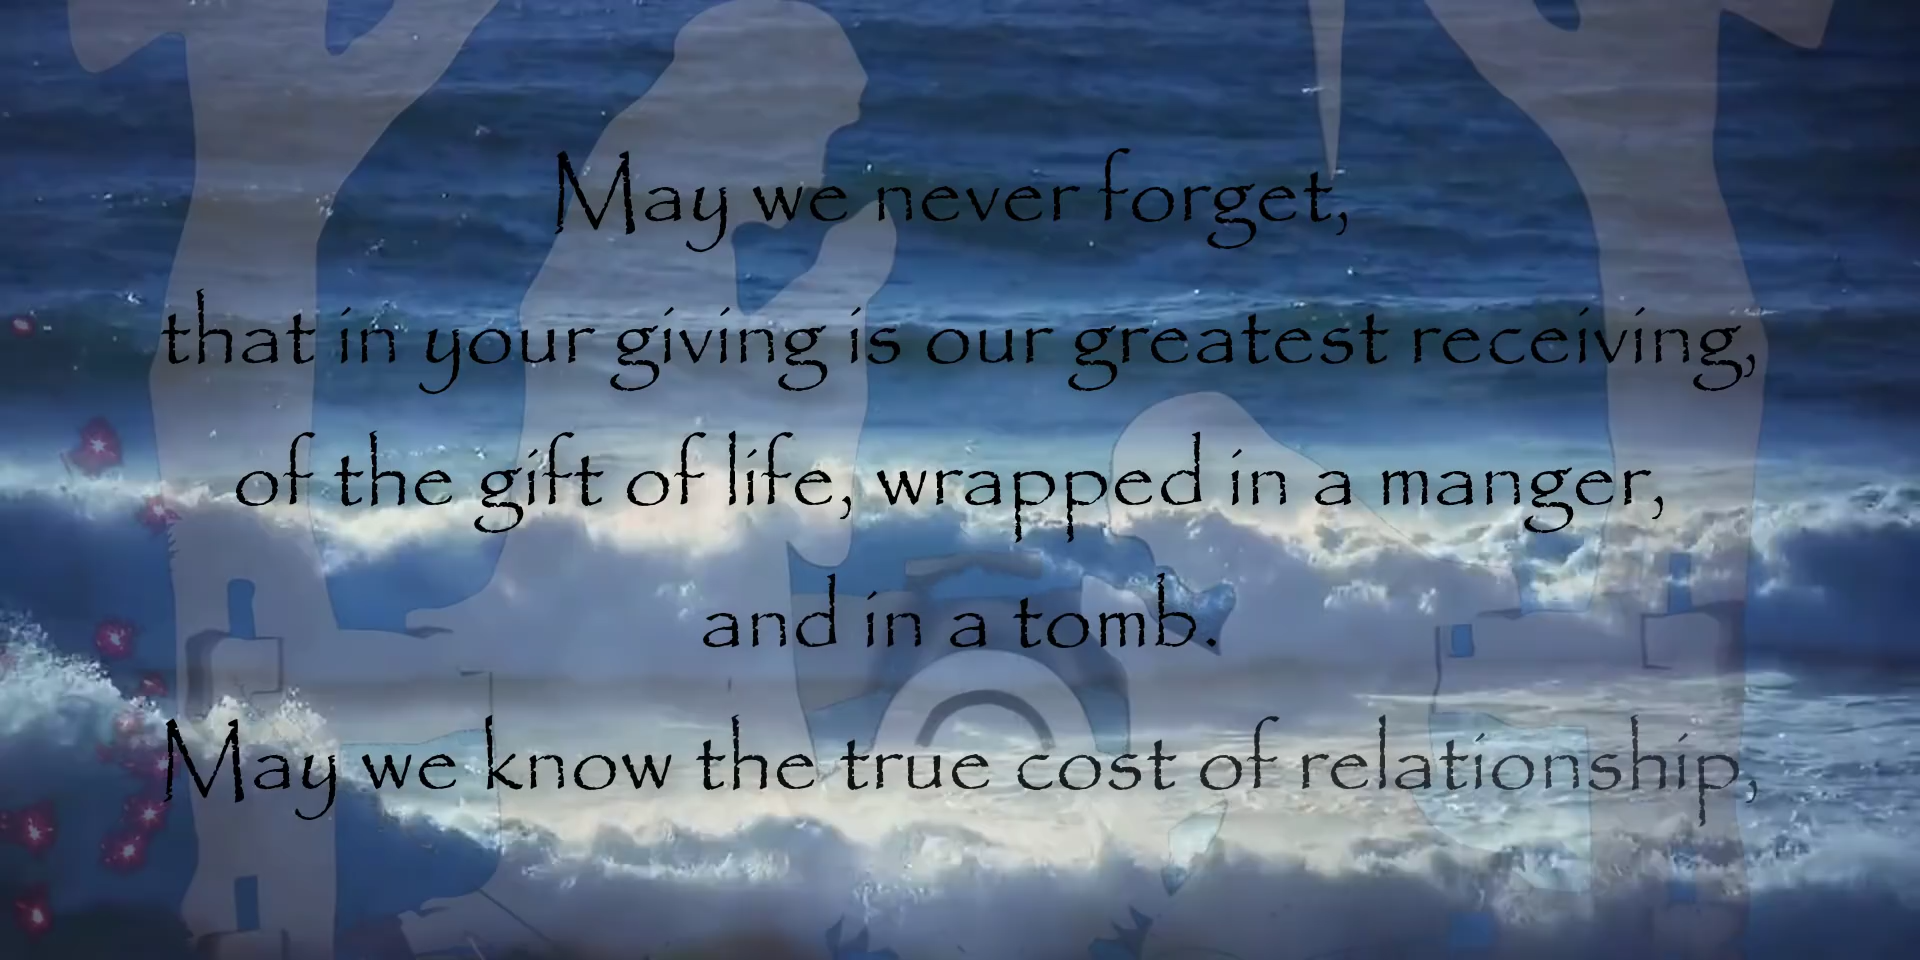 May we never forget,
that in your giving is our greatest receiving,
of the gift of life, wrapped in a manger,
and in a tomb.
May we know the true cost of relationship,